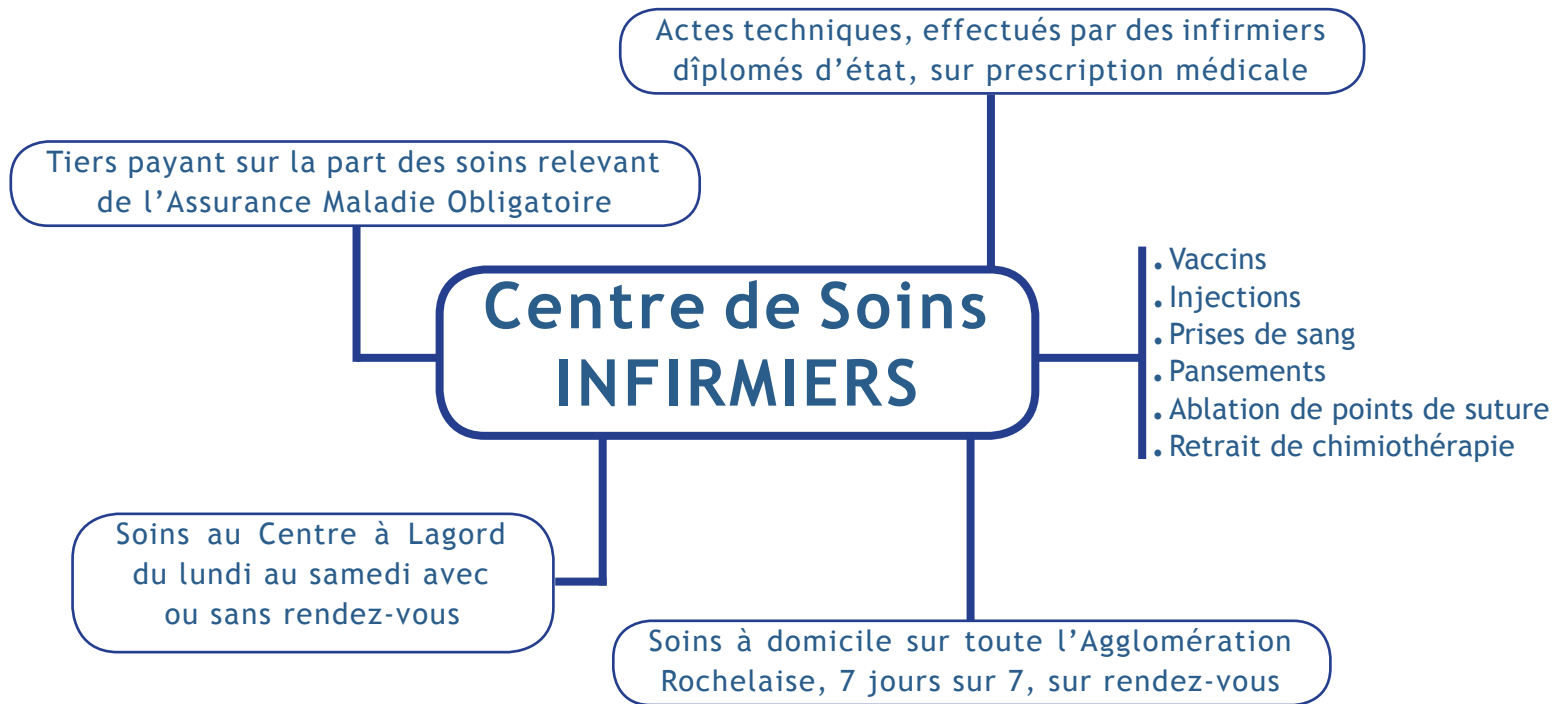 Actes techniques, effectués par des infirmiers
dîplomés d’état, sur prescription médicale
Tiers payant sur la part des soins relevant
de l’Assurance Maladie Obligatoire
Centre de Soins
INFIRMIERS
. Vaccins
. Injections
. Prises de sang
. Pansements
. Ablation de points de suture
. Retrait de chimiothérapie
Soins au Centre à Lagord
du lundi au samedi avec
ou sans rendez-vous
Soins à domicile sur toute l’Agglomération
Rochelaise, 7 jours sur 7, sur rendez-vous